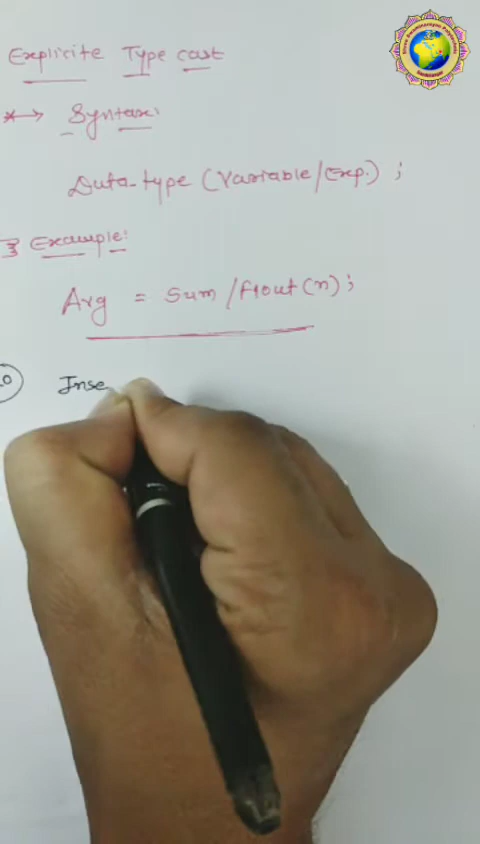 Explicite Type cast
* → Syntax:
Data-type (Variable/Exp.) ;
Example:
Avg = Sum / float (n) ;
Inse